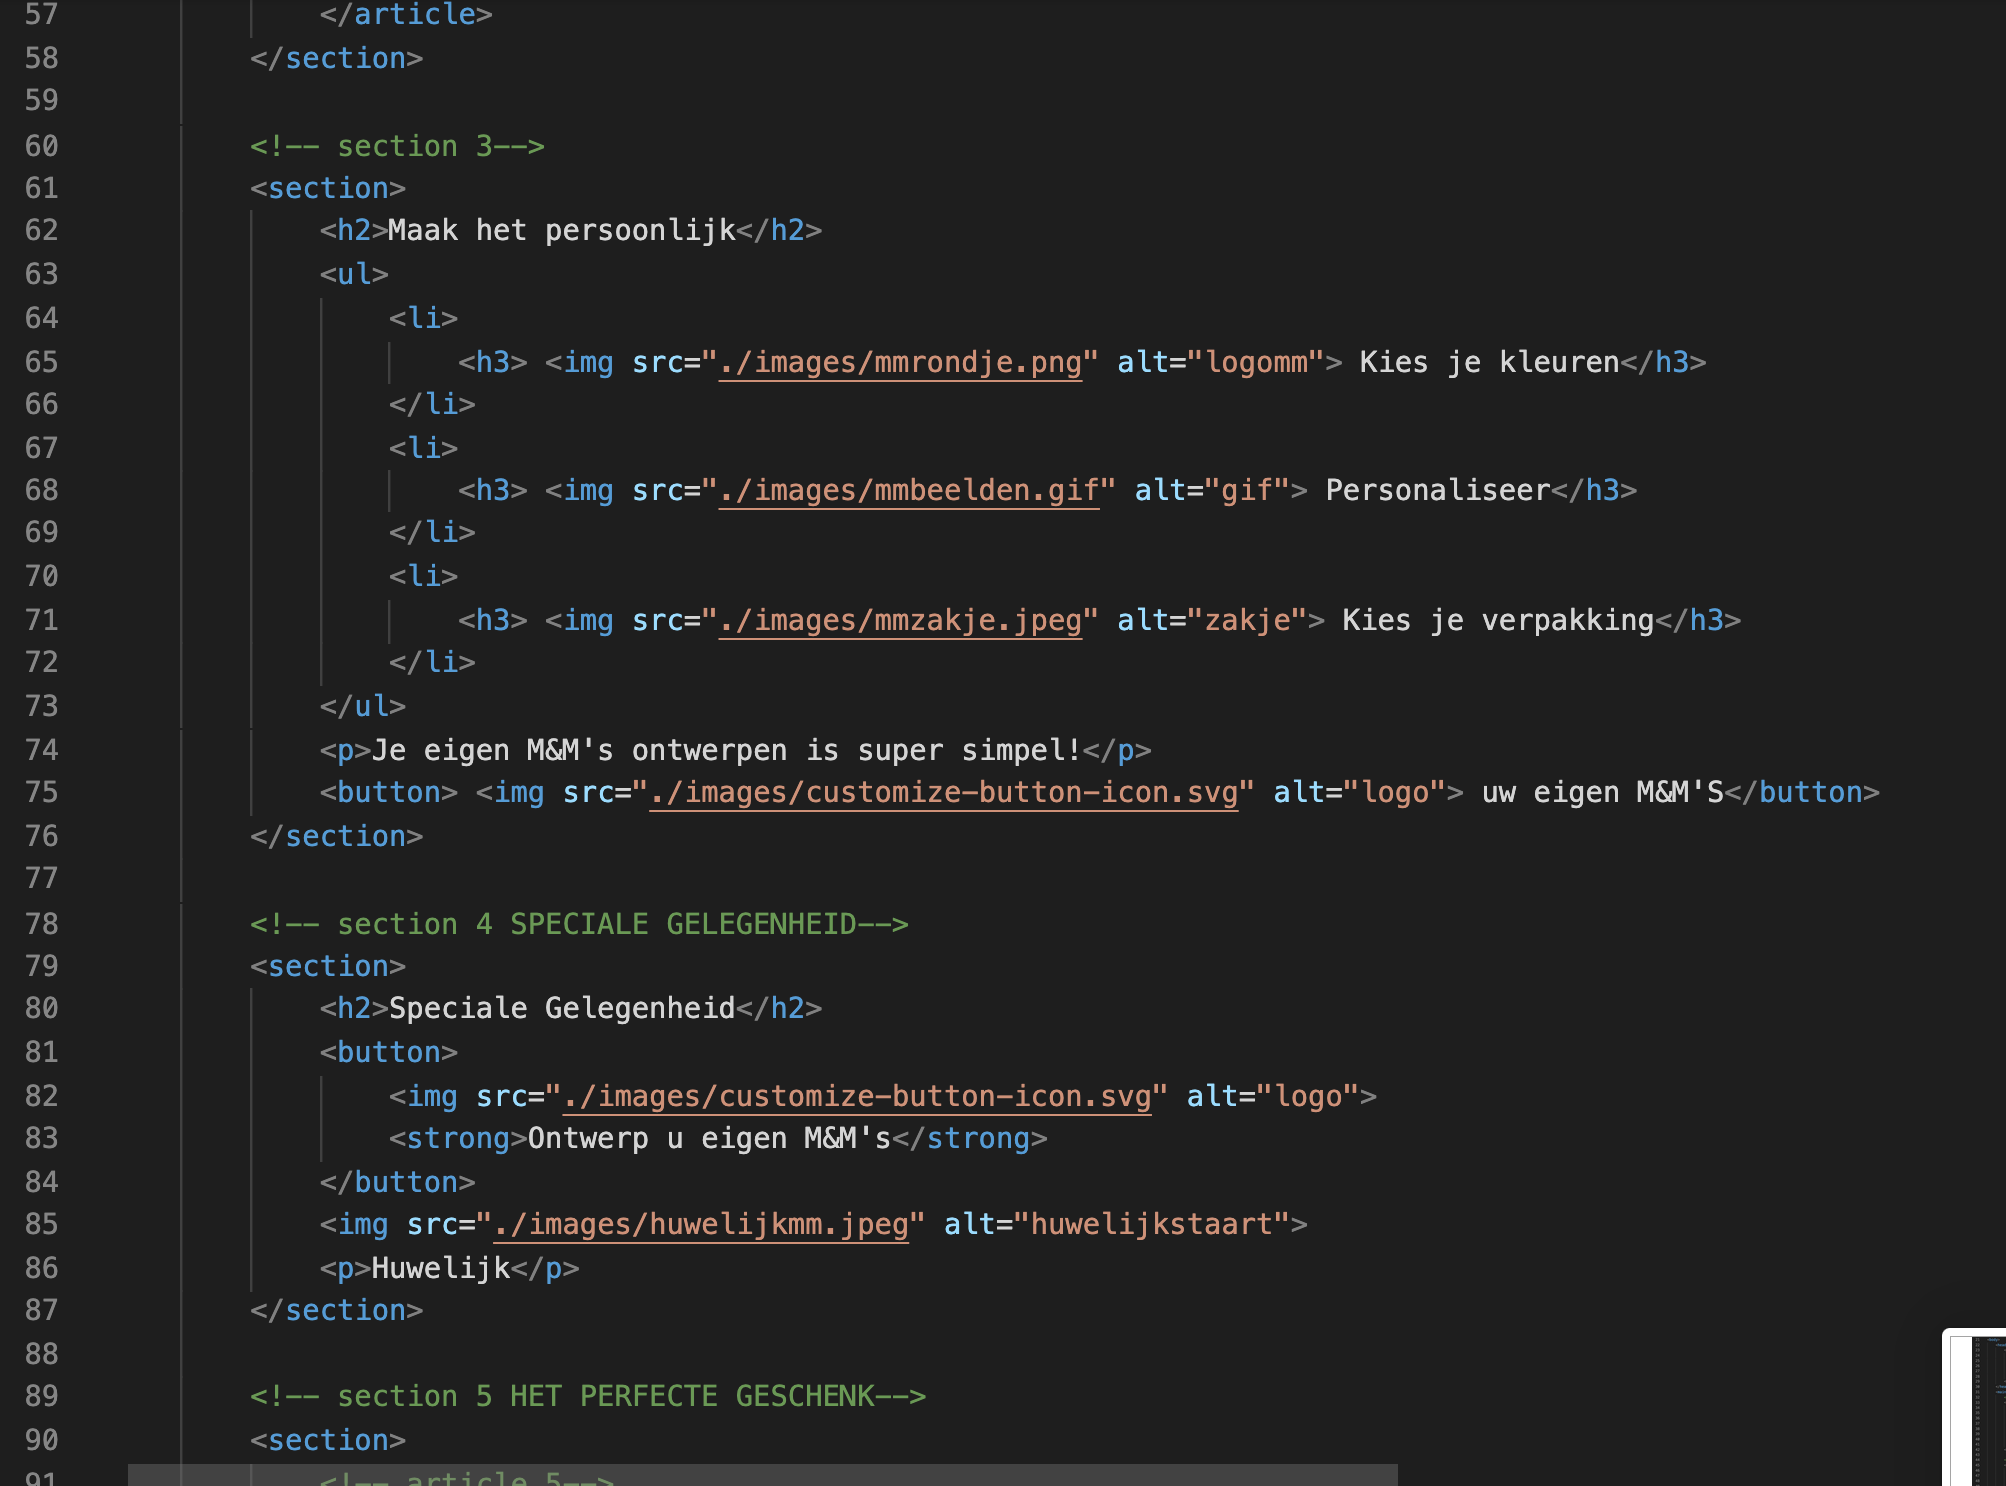 57 </article>
58 </section>
59
60 <!-- section 3-->
61 <section>
62 <h2>Maak het persoonlijk</h2>
63 <ul>
64 <li>
65 <h3> <img src="./images/mmrondje.png" alt="logomm"> Kies je kleuren</h3>
66 </li>
67 <li>
68 <h3> <img src="./images/mmbeelden.gif" alt="gif"> Personaliseer</h3>
69 </li>
70 <li>
71 <h3> <img src="./images/mmzakje.jpeg" alt="zakje"> Kies je verpakking</h3>
72 </li>
73 </ul>
74 <p>Je eigen M&M's ontwerpen is super simpel!</p>
75 <button> <img src="./images/customize-button-icon.svg" alt="logo"> uw eigen M&M'S</button>
76 </section>
77
78 <!-- section 4 SPECIALE GELEGENHEID-->
79 <section>
80 <h2>Speciale Gelegenheid</h2>
81 <button>
82 <img src="./images/customize-button-icon.svg" alt="logo">
83 <strong>Ontwerp u eigen M&M's</strong>
84 </button>
85 <img src="./images/huwelijkmm.jpeg" alt="huwelijkstaart">
86 <p>Huwelijk</p>
87 </section>
88
89 <!-- section 5 HET PERFECTE GESCHENK-->
90 <section>
91 <!-- article 5-->